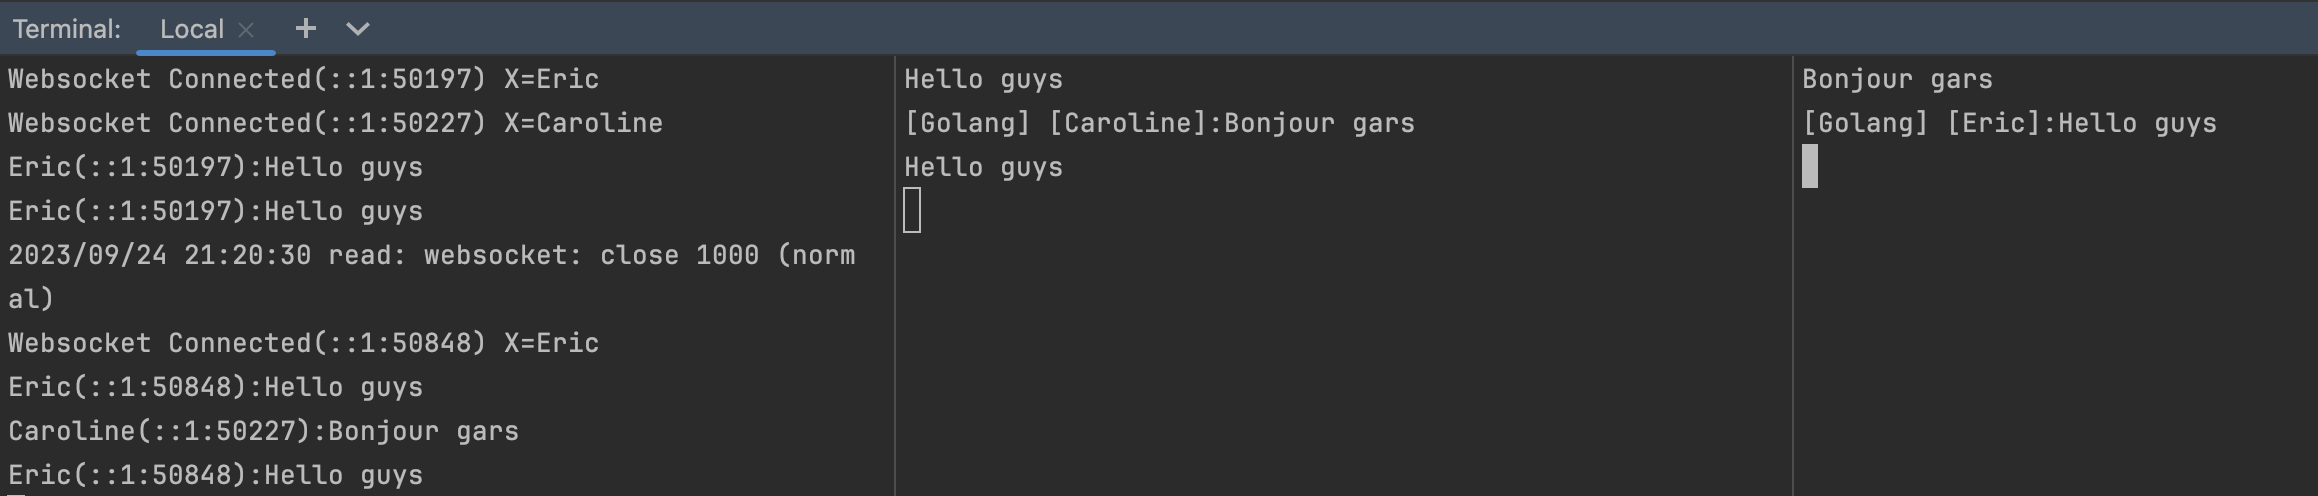 Terminal: Local
Websocket Connected(::1:50197) X=Eric
Websocket Connected(::1:50227) X=Caroline
Eric(::1:50197):Hello guys
Eric(::1:50197):Hello guys
2023/09/24 21:20:30 read: websocket: close 1000 (norm
al)
Websocket Connected(::1:50848) X=Eric
Eric(::1:50848):Hello guys
Caroline(::1:50227):Bonjour gars
Eric(::1:50848):Hello guys
Hello guys
[Golang] [Caroline]:Bonjour gars
Hello guys
Bonjour gars
[Golang] [Eric]:Hello guys